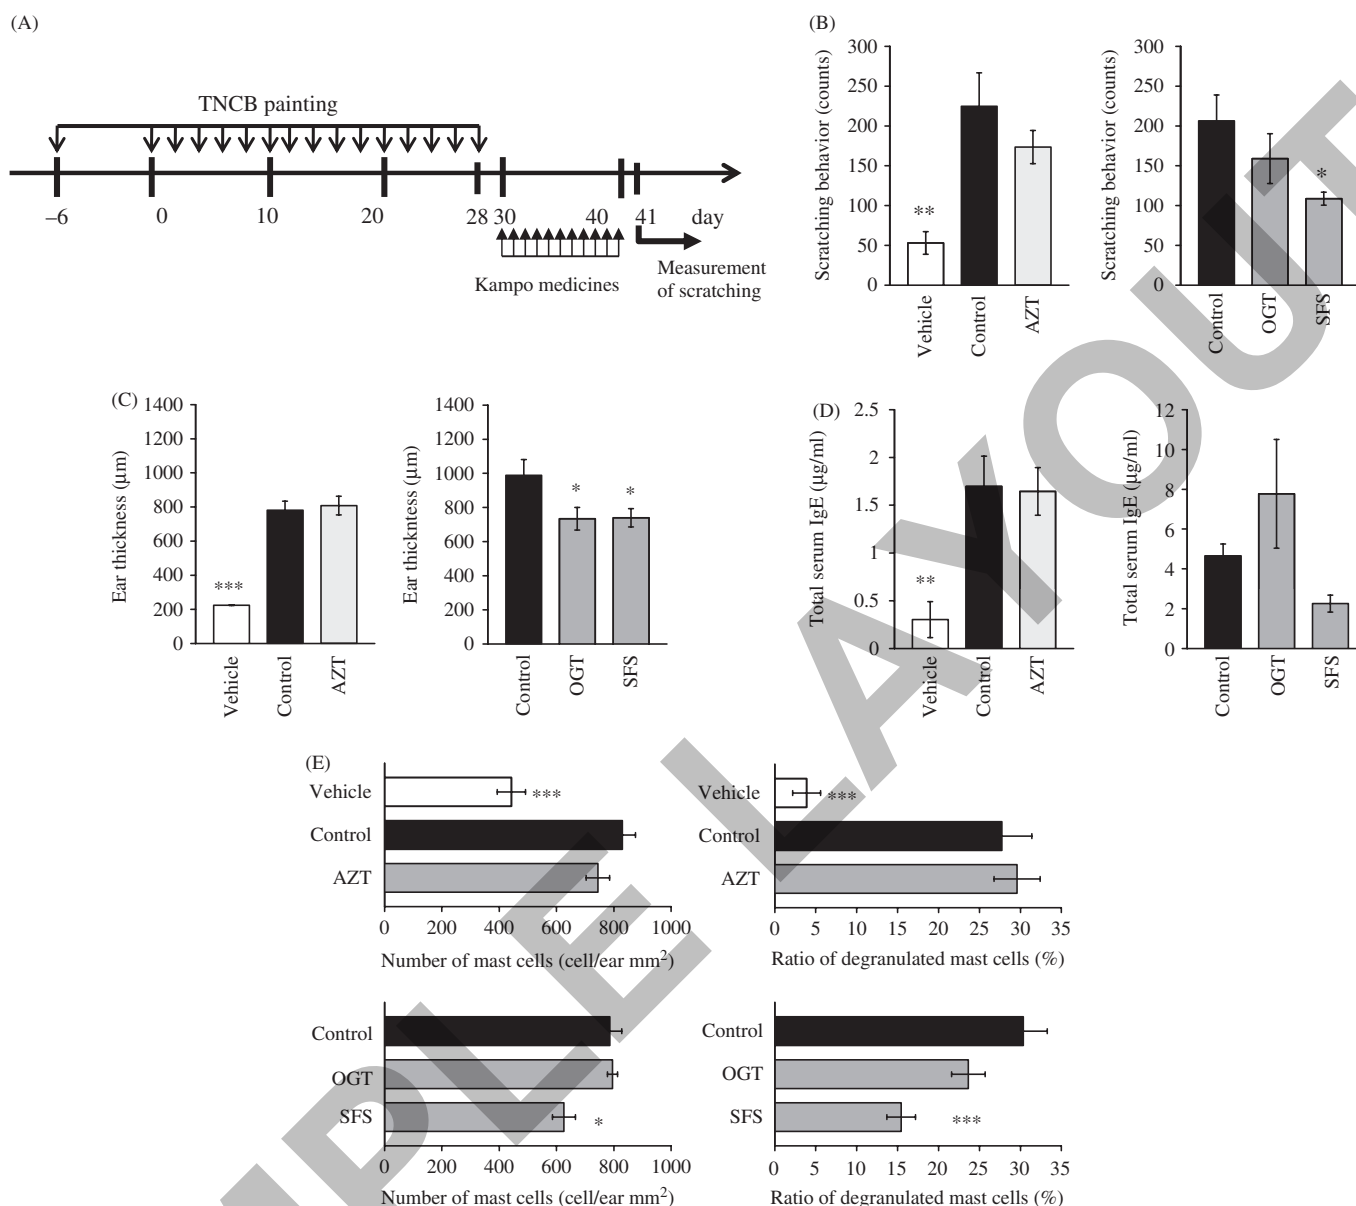 (A)
TNCB painting
–6 0 10 20 28 30 40 41 day
Kampo medicines
Measurement
of scratching
(B)
Scratching behavior (counts)
300
250
200
150
100
50
0
**
Vehicle
Control
AZT
Scratching behavior (counts)
300
250
200
150
100
50
0
*
Control
OGT
SFS
(C)
Ear thickness (μm)
1400
1200
1000
800
600
400
200
0
***
Vehicle
Control
AZT
Ear thicktness (μm)
1400
1200
1000
800
600
400
200
0
*
*
Control
OGT
SFS
(D)
Total serum IgE (μg/ml)
2.5
2
1.5
1
0.5
0
**
Vehicle
Control
AZT
Total serum IgE (μg/ml)
12
10
8
6
4
2
0
Control
OGT
SFS
(E)
Vehicle ***
Control
AZT
0 200 400 600 800 1000
Number of mast cells (cell/ear mm2)
Vehicle ***
Control
AZT
0 5 10 15 20 25 30 35
Ratio of degranulated mast cells (%)
Control
OGT
SFS *
0 200 400 600 800 1000
Number of mast cells (cell/ear mm2)
Control
OGT
SFS ***
0 5 10 15 20 25 30 35
Ratio of degranulated mast cells (%)
MPLE LAYOUT